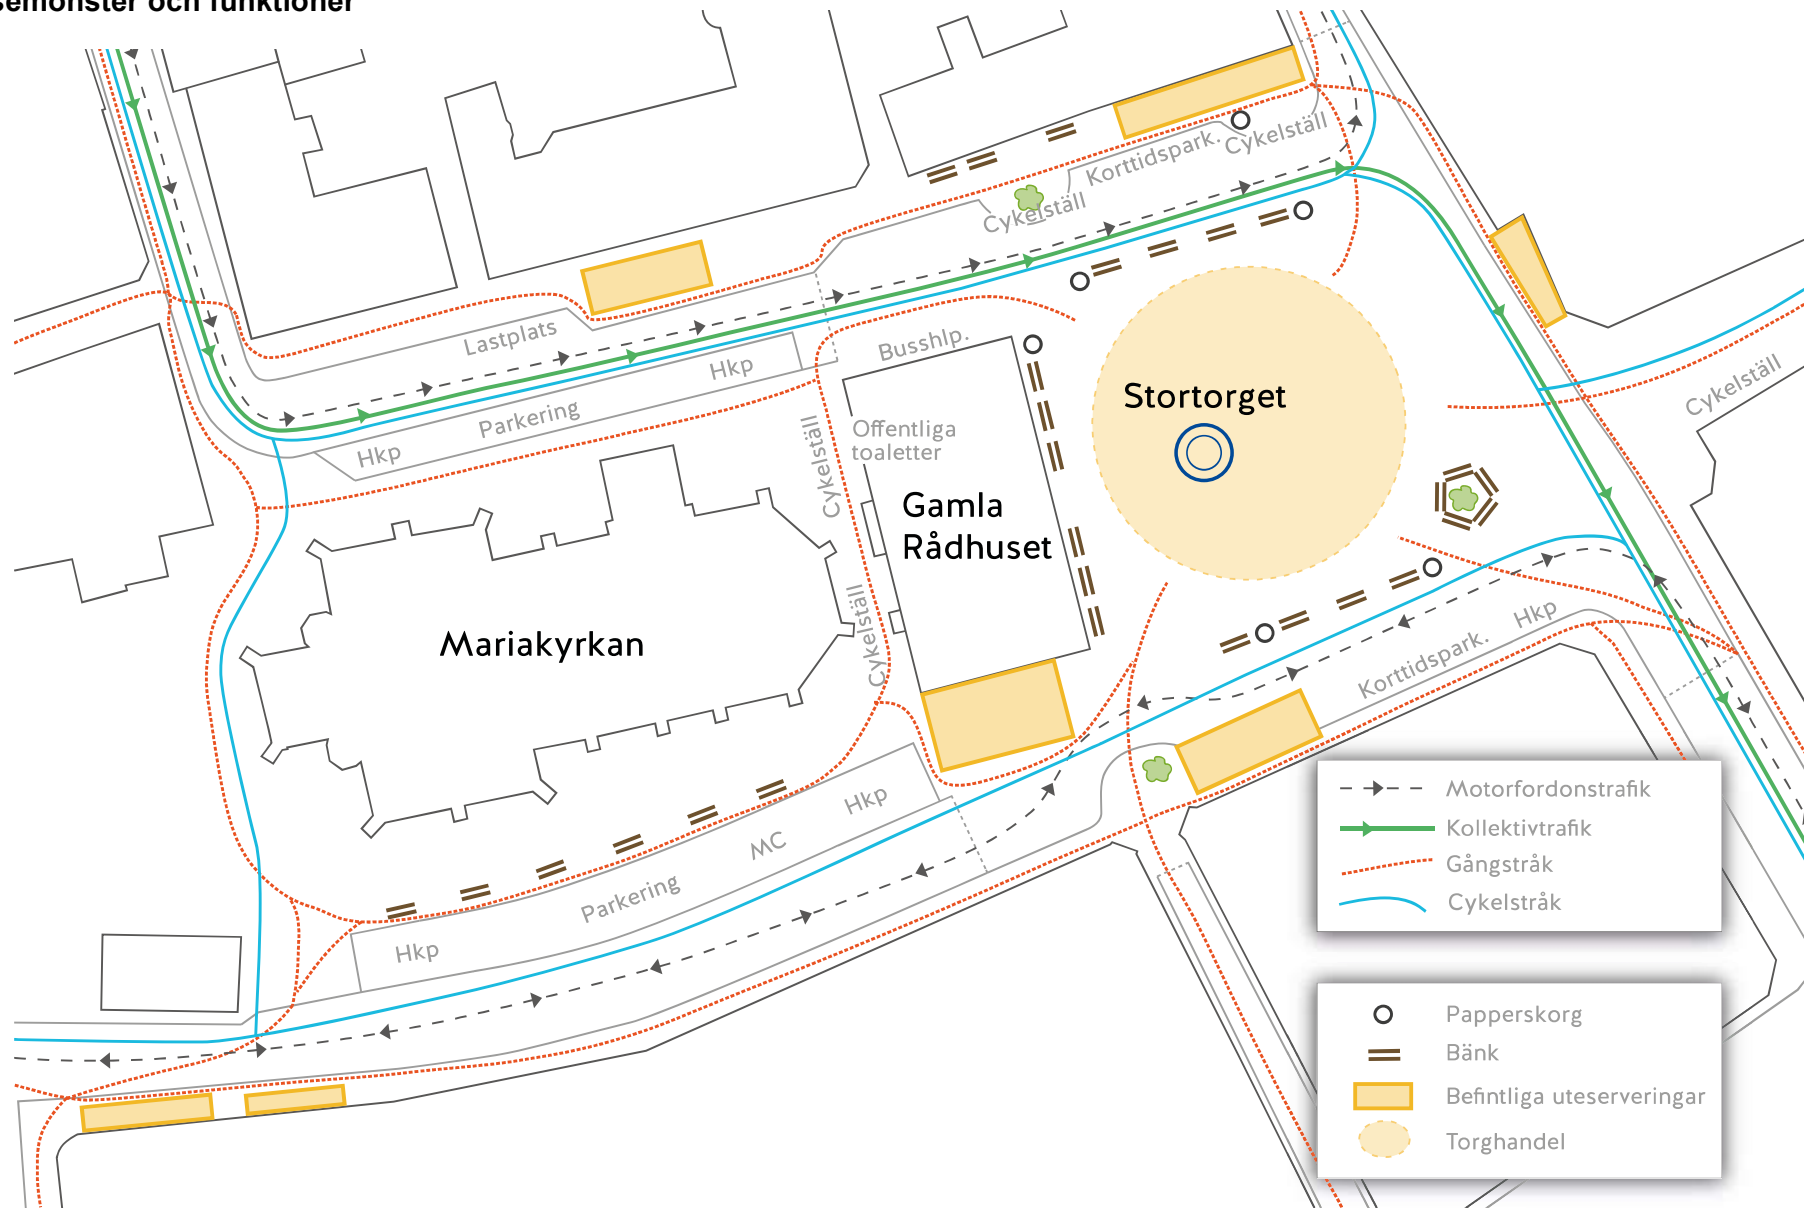 semönster och funktioner
Korttidspark.
Cykelställ
Cykelställ
Lastplats
Busshlp.
Hkp
Parkering
Hkp
Cykelställ
Offentliga
toaletter
Stortorget
Cykelställ
Gamla
Rådhuset
Mariakyrkan
Cykelställ
Hkp
Korttidspark.
Hkp
MC
Parkering
Hkp
Motorfordonstrafik
Kollektivtrafik
Gångstråk
Cykelstråk
Papperskorg
Bänk
Befintliga uteserveringar
Torghandel